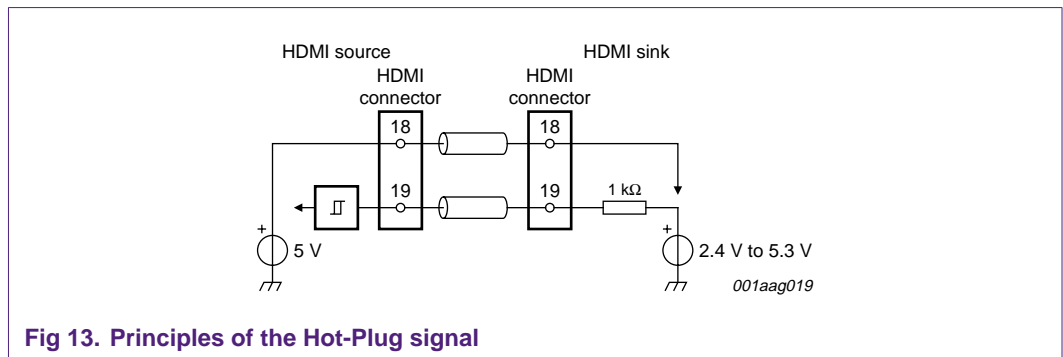 HDMI source
HDMI sink
HDMI
connector
HDMI
connector
18
18
19
19
1 kΩ
+
5 V
+
2.4 V to 5.3 V
001aag019
Fig 13. Principles of the Hot-Plug signal